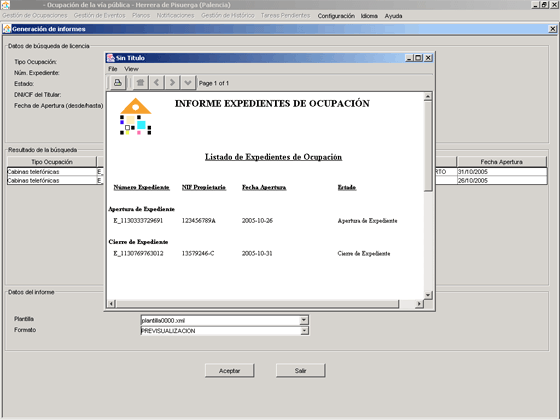 - Ocupación de la vía pública - Herrera de Pisuerga (Palencia)
Gestión de Ocupaciones Gestión de Eventos Planos Notificaciones Gestión de Histórico Tareas Pendientes Configuración Idioma Ayuda
Generación de informes
Datos de búsqueda de licencia
Tipo Ocupación:
Núm. Expediente:
Estado:
DNI/CIF del Titular:
Fecha de Apertura (desde/hasta)
Sin Título
File View
Page 1 of 1
INFORME EXPEDIENTES DE OCUPACIÓN
Listado de Expedientes de Ocupación
Número Expediente NIF Propietario Fecha Apertura Estado
Apertura de Expediente
E_1130333729691 123456789A 2005-10-26 Apertura de Expediente
Cierre de Expediente
E_1130769763012 13579246-C 2005-10-31 Cierre de Expediente
Resultado de la búsqueda
Tipo Ocupación Fecha Apertura
Cabinas telefónicas E_ RTO 31/10/2005
Cabinas telefónicas E_ 26/10/2005
Datos del informe
Plantilla plantilla0000.xml
Formato PREVISUALIZACION
Aceptar Salir